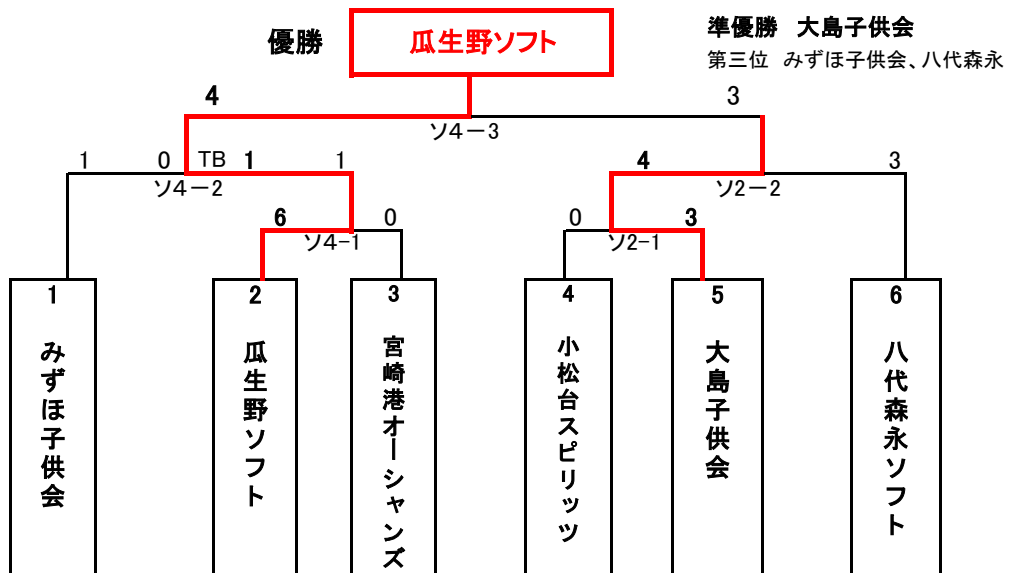 優勝
瓜生野ソフト
準優勝　大島子供会
第三位　みずほ子供会、八代森永
4
3
ソ4－3
1
0
TB
1
1
4
3
ソ4－2
ソ2－2
6
0
0
3
ソ4-1
ソ2-1
1
2
3
4
5
6
みずほ子供会
瓜生野ソフト
宮崎港オーシャンズ
小松台スピリッツ
大島子供会
八代森永ソフト